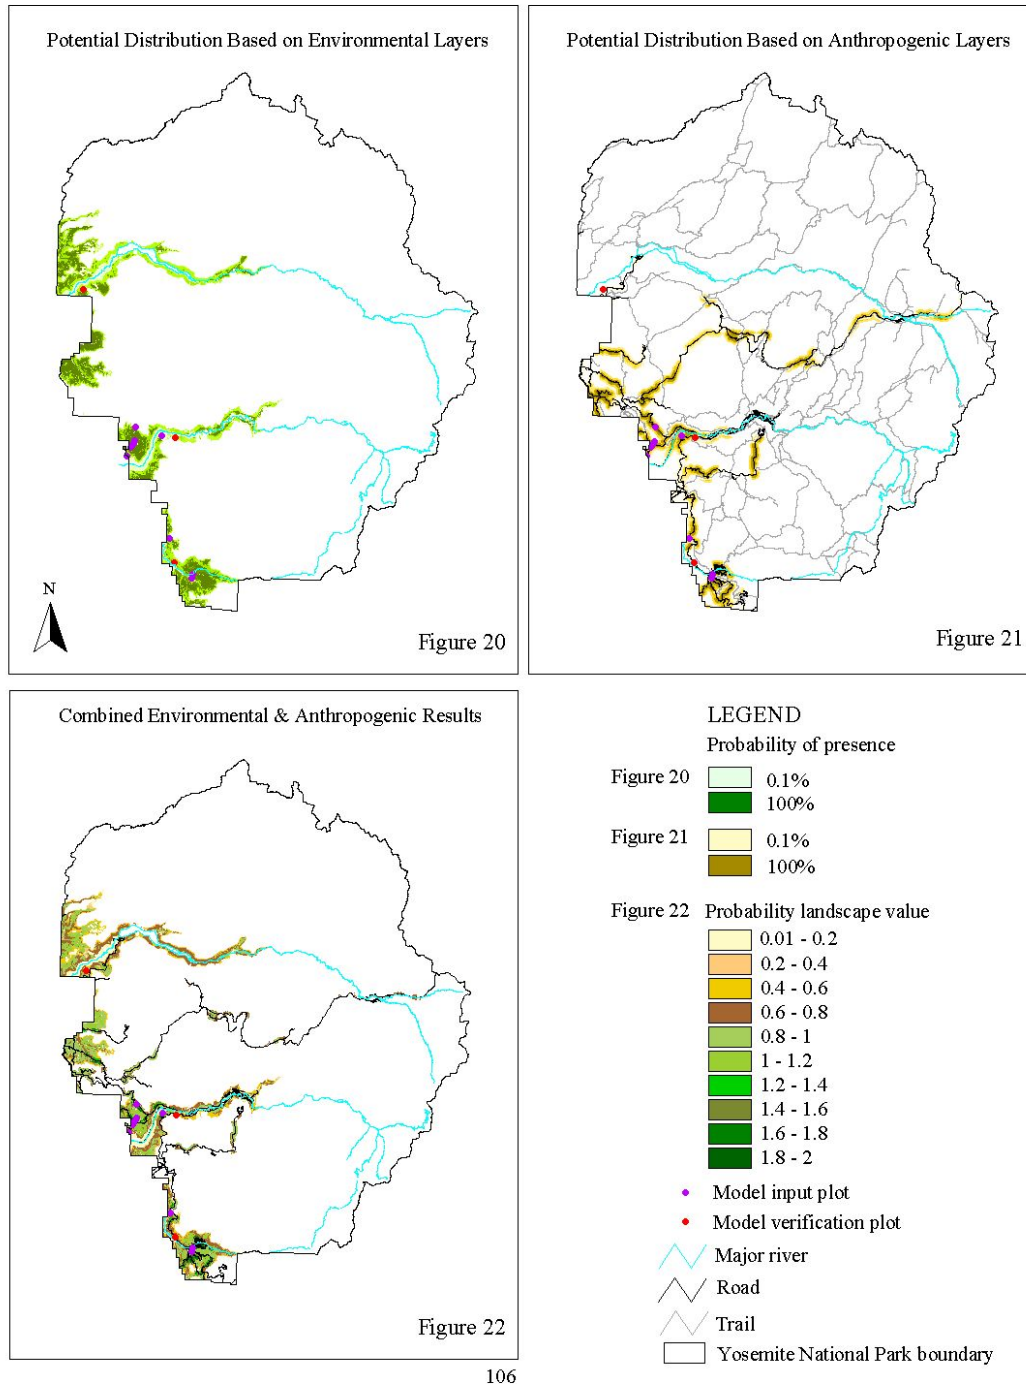 Potential Distribution Based on Environmental Layers
N
Figure 20
Potential Distribution Based on Anthropogenic Layers
Figure 21
Combined Environmental & Anthropogenic Results
Figure 22
LEGEND
Probability of presence
Figure 20
0.1%
100%
Figure 21
0.1%
100%
Figure 22 Probability landscape value
0.01 - 0.2
0.2 - 0.4
0.4 - 0.6
0.6 - 0.8
0.8 - 1
1 - 1.2
1.2 - 1.4
1.4 - 1.6
1.6 - 1.8
1.8 - 2
Model input plot
Model verification plot
Major river
Road
Trail
Yosemite National Park boundary
106